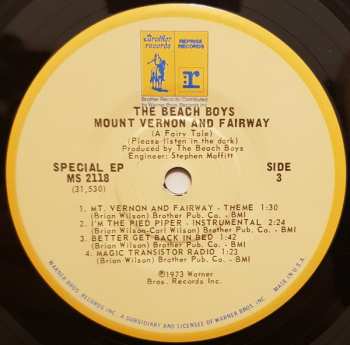 Brother
records
REPRISE
RECORDS
r
Brother Records Distributed
THE BEACH BOYS
MOUNT VERNON AND FAIRWAY
(A Fairy Tale)
(Please listen in the dark)
Produced by The Beach Boys
Engineer: Stephen Moffitt
SPECIAL EP
MS 2118
(31,530)
SIDE
3
1. MT. VERNON AND FAIRWAY - THEME 1:30
(Brian Wilson) Brother Pub. Co. - BMI
2. I'M THE PIED PIPER - INSTRUMENTAL 2:24
(Brian Wilson-Carl Wilson) Brother Pub. Co. - BMI
3. BETTER GET BACK IN BED 1:42
(Brian Wilson) Brother Pub. Co. - BMI
4. MAGIC TRANSISTOR RADIO 1:23
(Brian Wilson) Brother Pub. Co. - BMI
℗1973 Warner
Bros. Records Inc.
WARNER BROS. RECORDS INC. A SUBSIDIARY AND LICENSEE OF WARNER BROS. INC. MADE IN U.S.A.